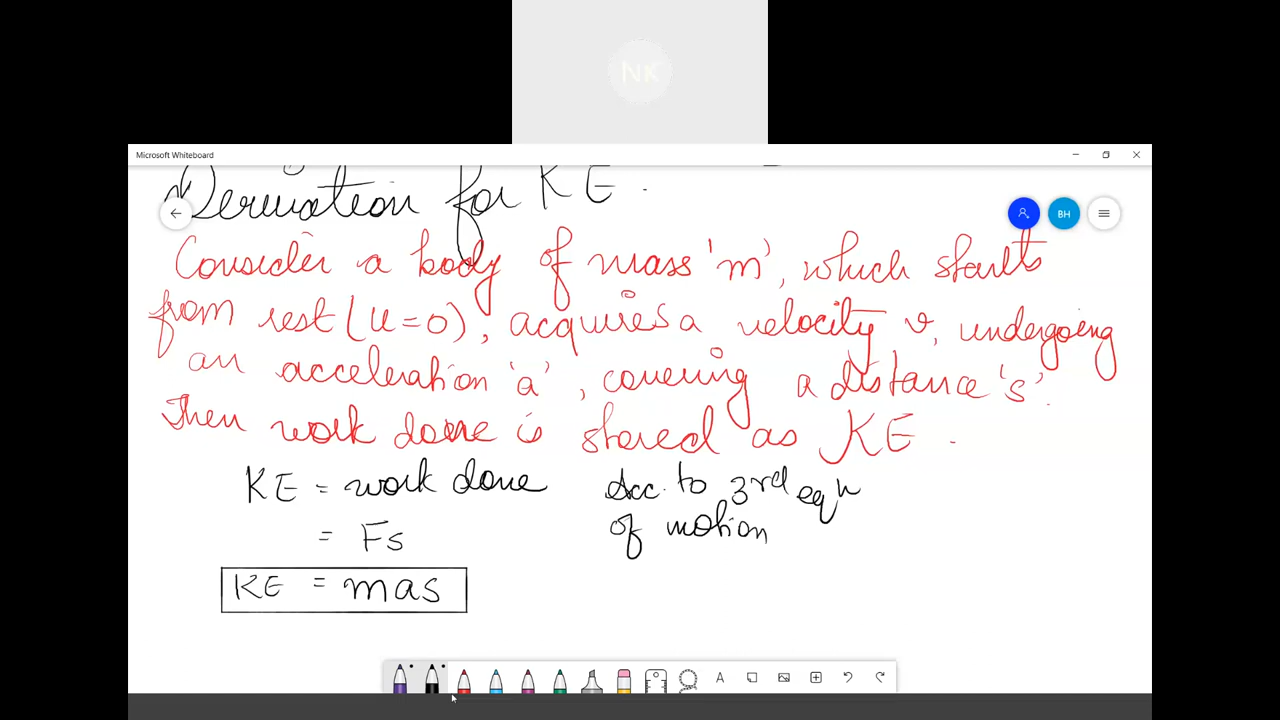 NK
Microsoft Whiteboard
Derivation for KE.
BH
Consider a body of mass 'm', which starts
from rest (u=0), acquires a velocity v, undergoing
an acceleration 'a', covering a distance 's'.
Then work done is stored as KE.
KE = work done
= Fs
KE = mas
Acc. to 3rd eqn
of motion
A